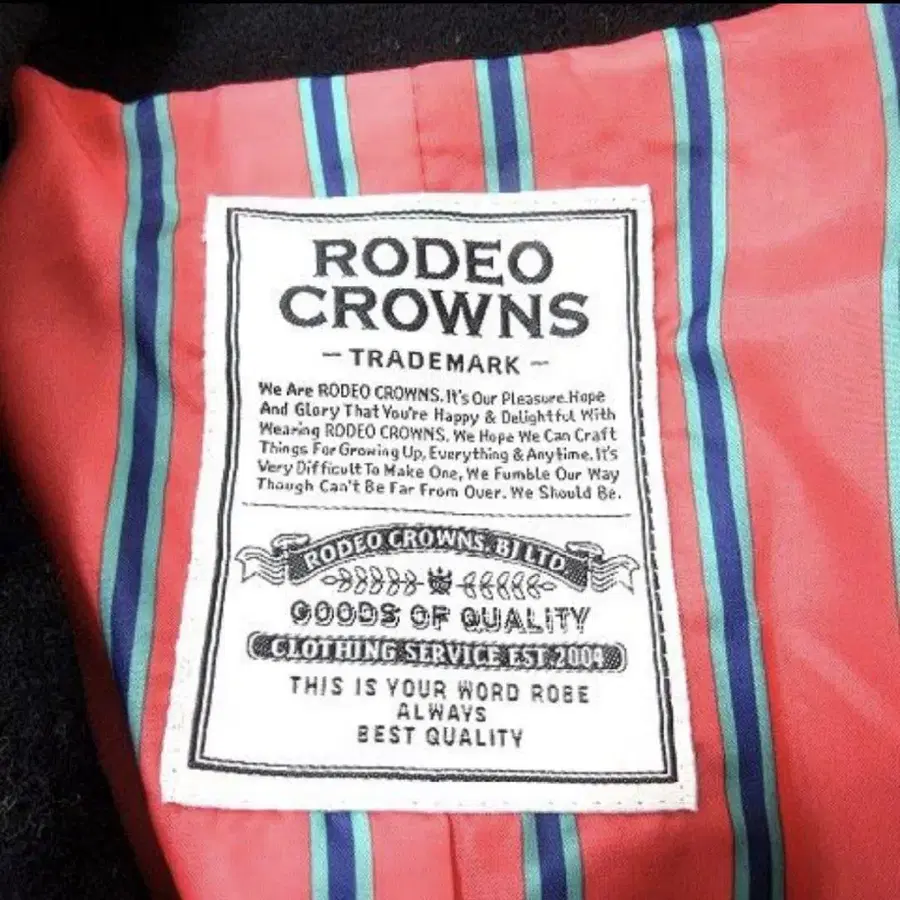 RODEO
CROWNS
– TRADEMARK –
We Are RODEO CROWNS. It's Our Pleasure. Hope
And Glory That You're Happy & Delightful With
Wearing RODEO CROWNS. We Hope We Can Craft
Things For Growing Up, Everything & Anytime. It's
Very Difficult To Make One, We Fumble Our Way
Though Can't Be Far From Over. We Should Be.
RODEO CROWNS. BJ LTD
GOODS OF QUALITY
CLOTHING SERVICE EST 2004
THIS IS YOUR WORD ROBE
ALWAYS
BEST QUALITY